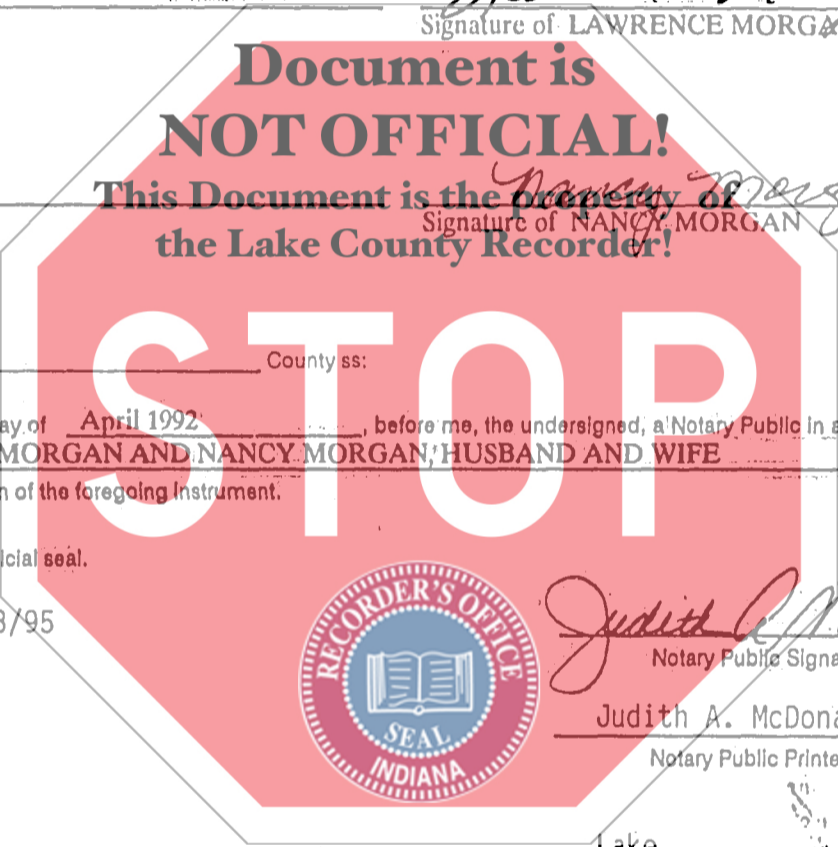 Signature of LAWRENCE MORGA
Document is
NOT OFFICIAL!
This Document is the property of
Nancy Morg
Signature of NANCY MORGAN
the Lake County Recorder!
STOP
County ss:
ay of April 1992, before me, the undersigned, a Notary Public in a
MORGAN AND NANCY MORGAN, HUSBAND AND WIFE
n of the foregoing instrument.
icial seal.
3/95
RECORDER'S OFFICE
SEAL
INDIANA
Judith A
Notary Public Signa
Judith A. McDona
Notary Public Printe
Lake